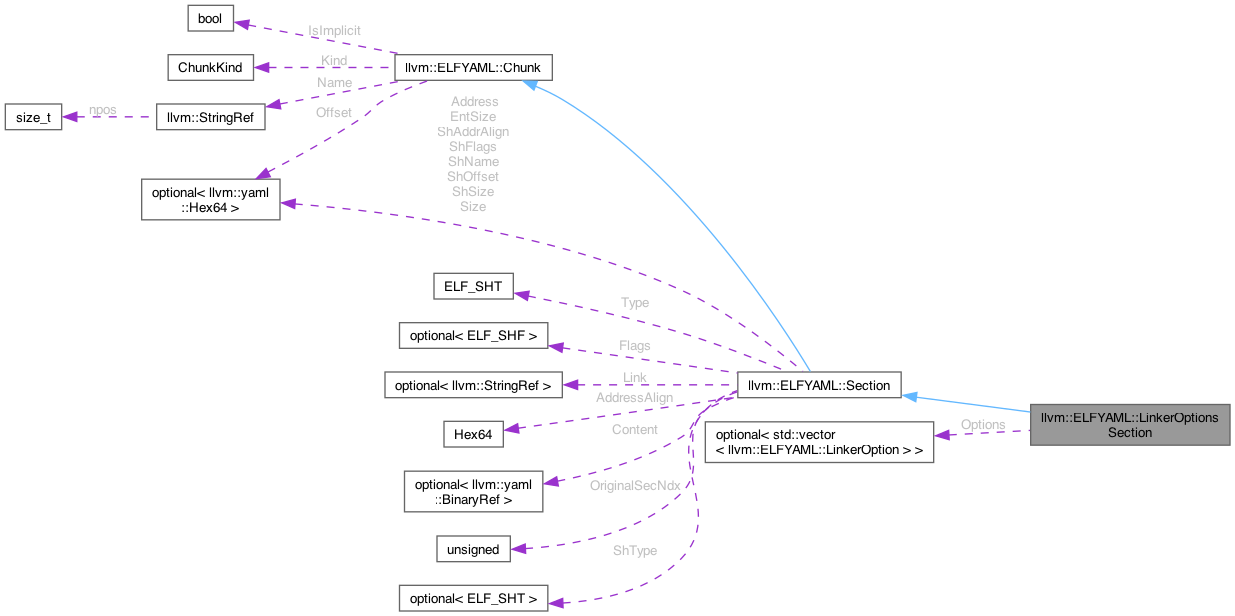 bool
IsImplicit
ChunkKind
Kind
llvm::ELFYAML::Chunk
Name
size_t
npos
llvm::StringRef
Offset
Address
EntSize
ShAddrAlign
ShFlags
ShName
ShOffset
ShSize
Size
optional< llvm::yaml
::Hex64 >
ELF_SHT
Type
optional< ELF_SHF >
Flags
optional< llvm::StringRef >
Link
llvm::ELFYAML::Section
AddressAlign
Hex64
Content
optional< std::vector
< llvm::ELFYAML::LinkerOption > >
Options
llvm::ELFYAML::LinkerOptions
Section
optional< llvm::yaml
::BinaryRef >
OriginalSecNdx
unsigned
ShType
optional< ELF_SHT >